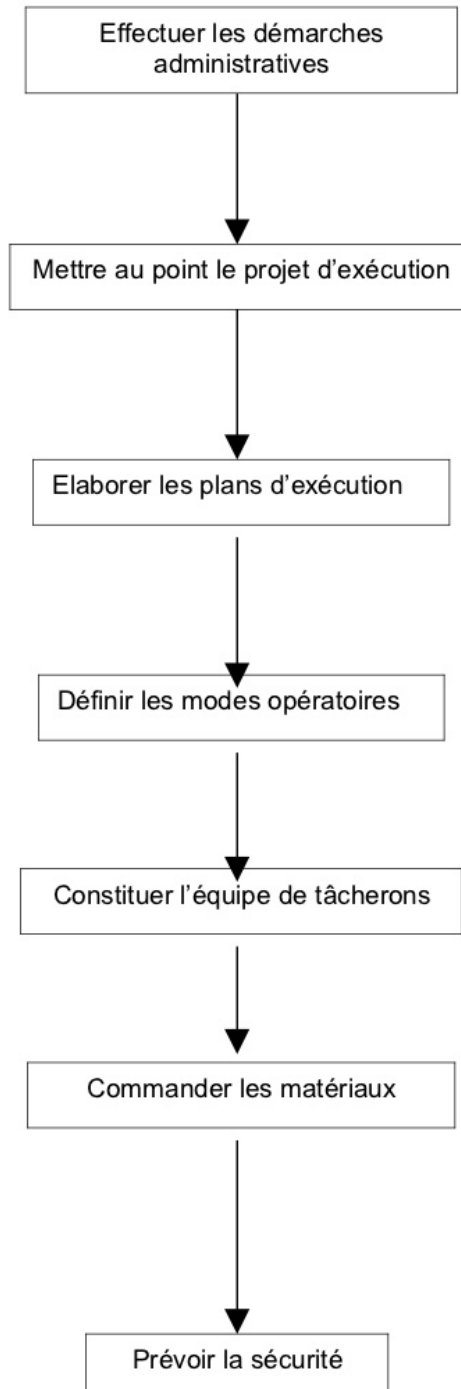 Effectuer les démarches
administratives
Mettre au point le projet d’exécution
Elaborer les plans d’exécution
Définir les modes opératoires
Constituer l’équipe de tâcherons
Commander les matériaux
Prévoir la sécurité